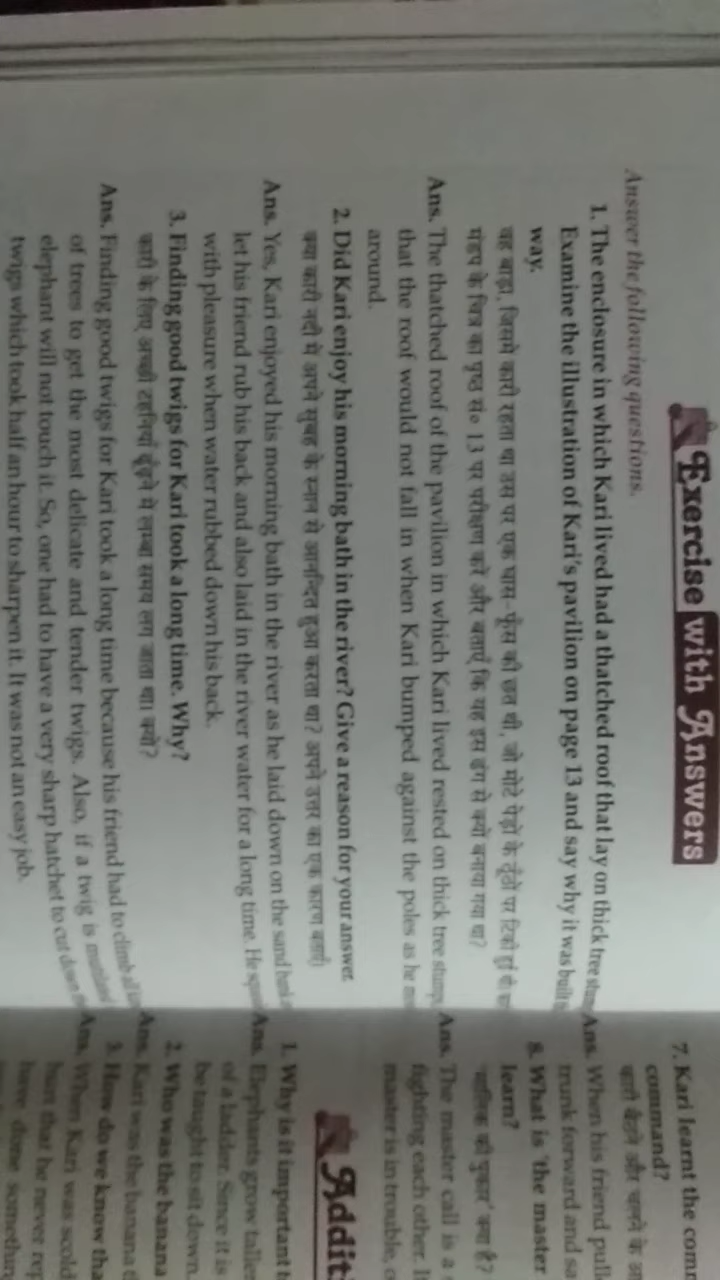 Exercise with Answers
Answer the following questions.
1. The enclosure in which Kari lived had a thatched roof that lay on thick tree
Examine the illustration of Kari's pavilion on page 13 and say why it was built
way.
वह बाड़ा, जिसमें कारी रहता था उस पर एक घास-फूँस की छत थी, जो मोटे पेड़ों के ठूँठों पर टिकी हुई थी
मंडप के चित्र का पृष्ठ सं० 13 पर परीक्षण करें और बताएँ कि यह इस ढंग से क्यों बनाया गया था?
Ans. The thatched roof of the pavilion in which Kari lived rested on thick tree stumps,
that the roof would not fall in when Kari bumped against the poles as he
around.
2. Did Kari enjoy his morning bath in the river? Give a reason for your answer.
क्या कारी नदी में अपने सुबह के स्नान से आनन्दित हुआ करता था? अपने उत्तर का एक कारण बताएँ।
Ans. Yes, Kari enjoyed his morning bath in the river as he laid down on the sand
let his friend rub his back and also laid in the river water for a long time. He
with pleasure when water rubbed down his back.
3. Finding good twigs for Kari took a long time. Why?
कारी के लिए अच्छी टहनियां ढूँढ़ने में लम्बा समय लग जाता था। क्यों?
Ans. Finding good twigs for Kari took a long time because his friend had to climb all
of trees to get the most delicate and tender twigs. Also, if a twig is mutilated
elephant will not touch it. So, one had to have a very sharp hatchet to cut down
twigs which took half an hour to sharpen it. It was not an easy job.
7. Kari learnt the com
command?
कारी बैठने और चलने के
Ans. When his friend pull
trunk forward and
8. What is 'the master
learn?
'मालिक की पुकार' क्या है?
Ans. The master call is a
fighting each other. I
master is in trouble,
Addit
1. Why is it important
Ans. Elephants grow taller
of a ladder. Since it is
be taught to sit down.
2. Who was the banana
Ans. Kari was the banana
3. How do we know tha
Ans. When Kari was scold
hurt that he never rep
have done somethin